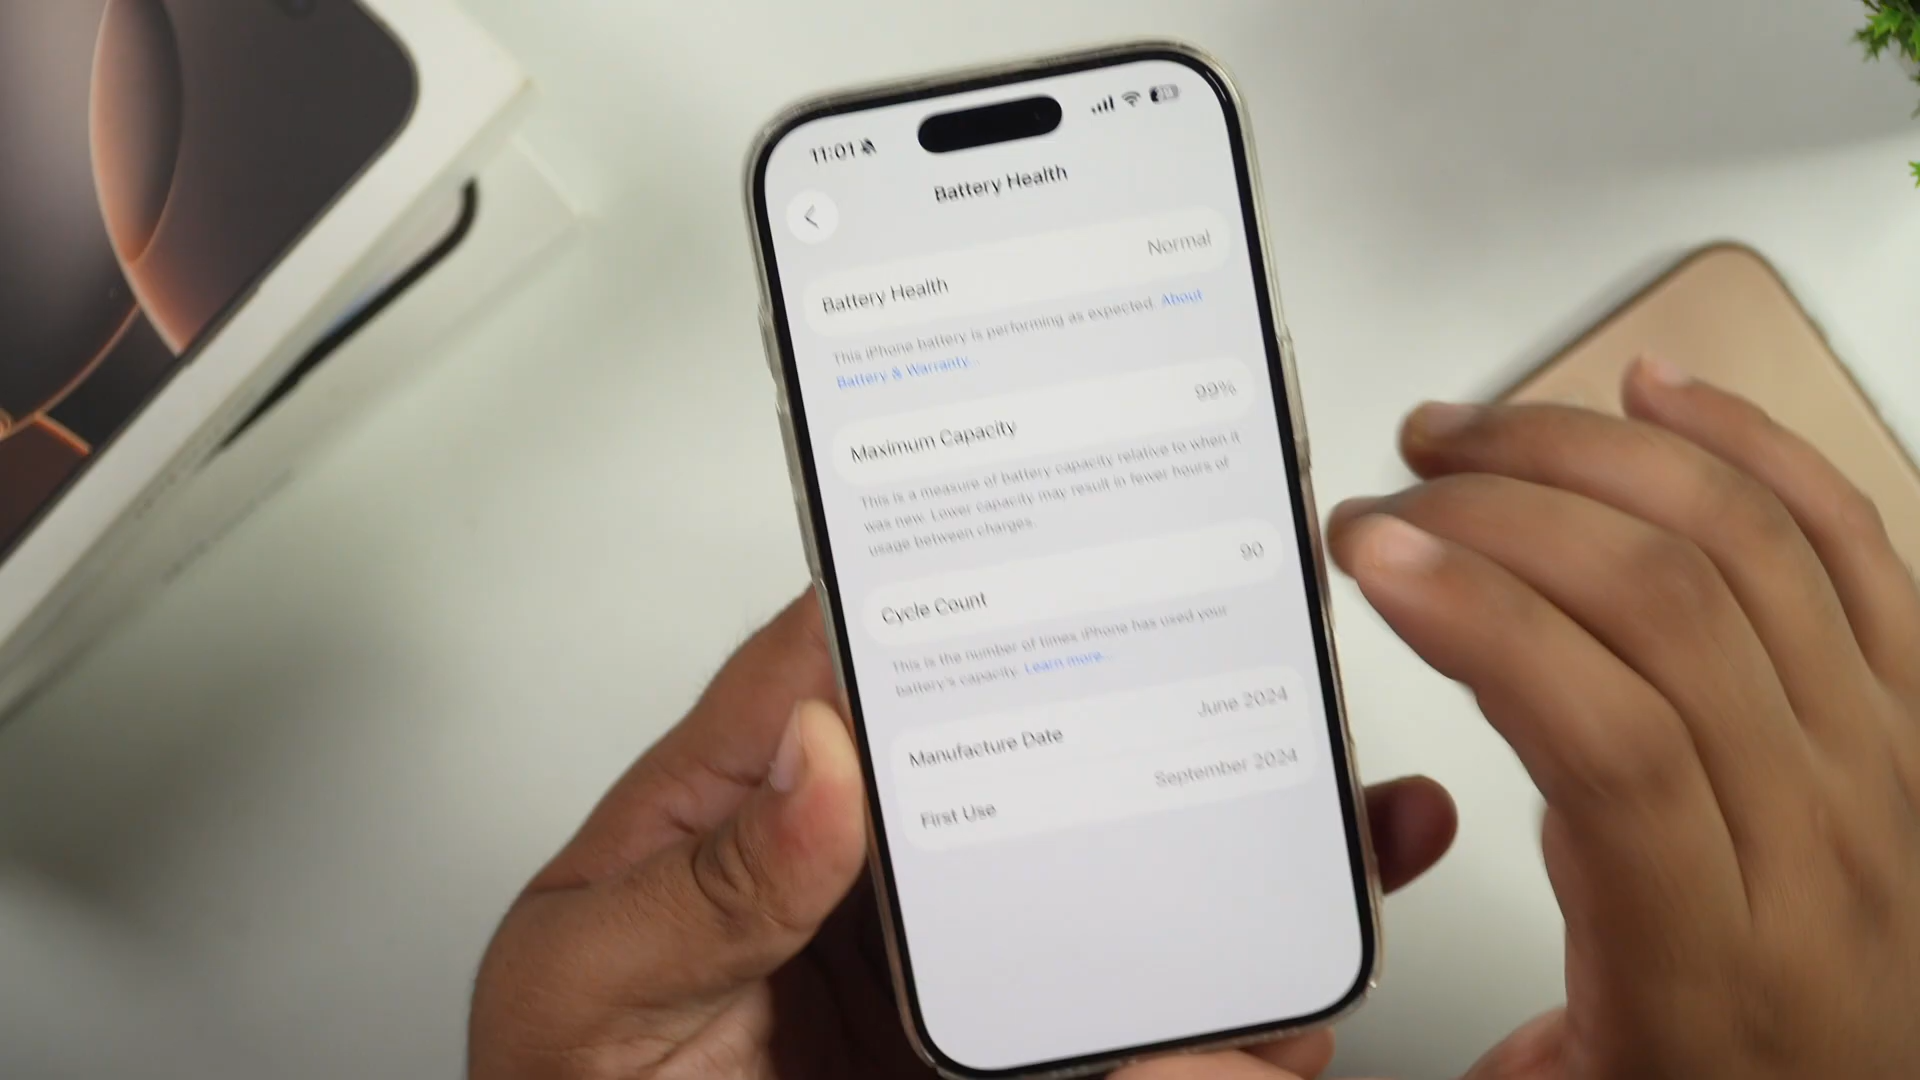 11:01
Battery Health
Battery Health
Normal
This iPhone battery is performing as expected. About
Battery & Warranty...
Maximum Capacity
99%
This is a measure of battery capacity relative to when it
was new. Lower capacity may result in fewer hours of
usage between charges.
Cycle Count
90
This is the number of times iPhone has used your
battery's capacity. Learn more...
Manufacture Date
June 2024
First Use
September 2024